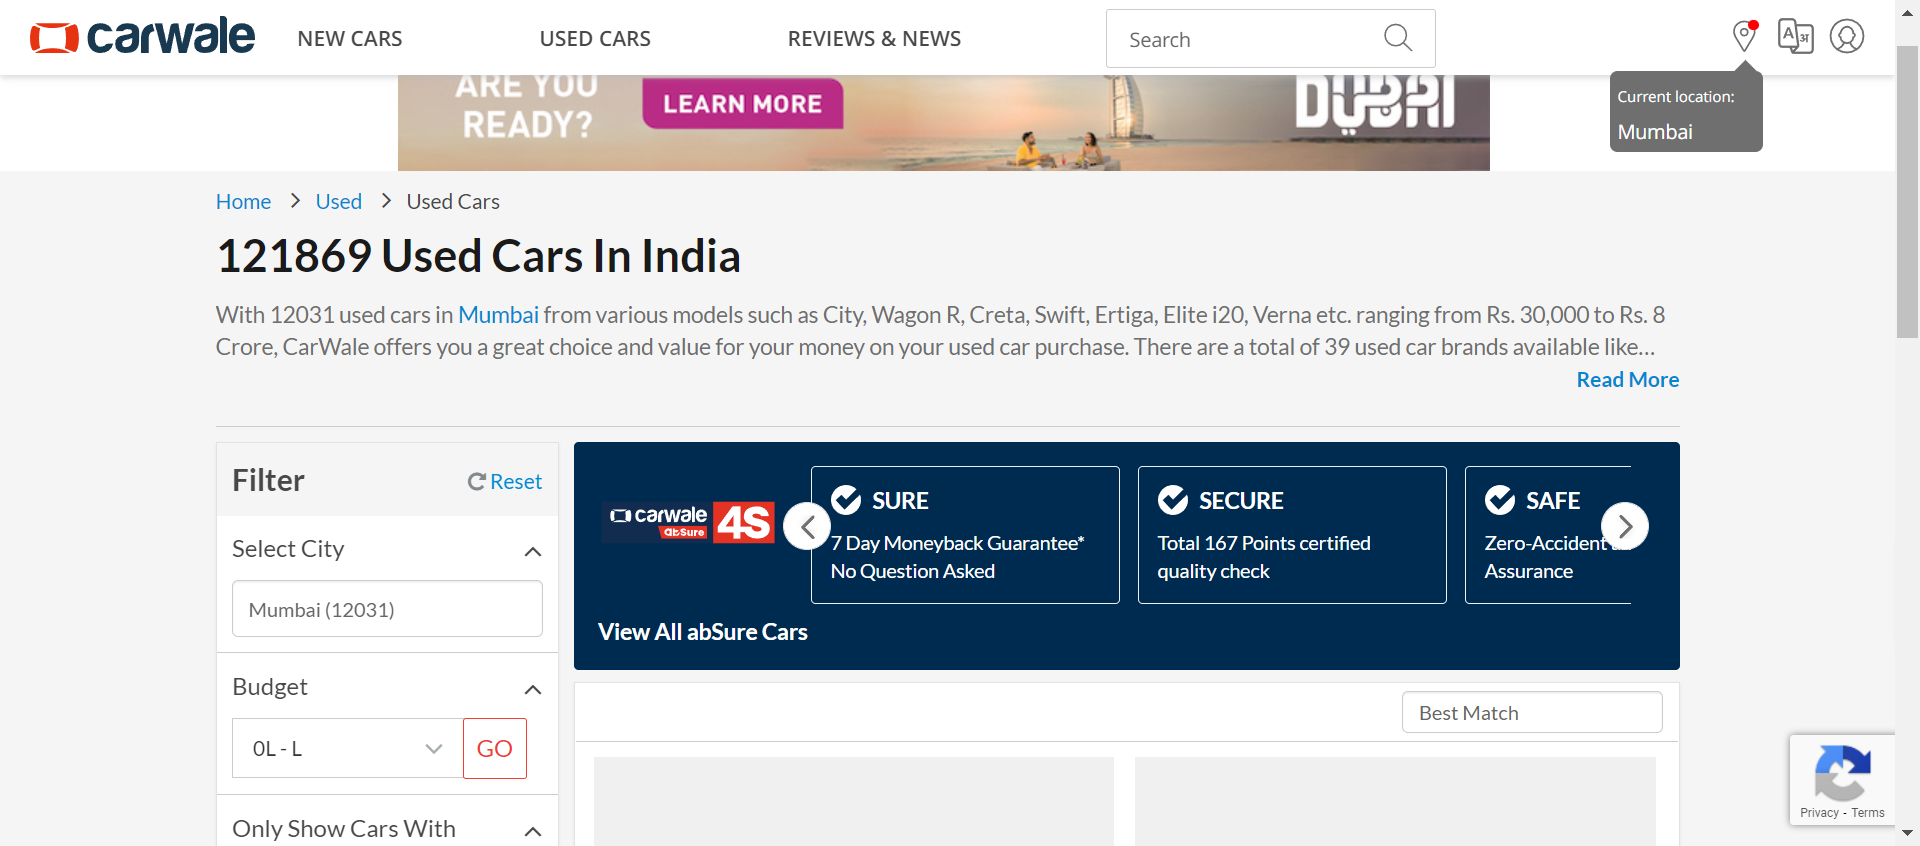 carwale
NEW CARS
USED CARS
REVIEWS & NEWS
Search
Aअ
Current location:
Mumbai
ARE YOU
READY?
LEARN MORE
DUBAI
Home > Used > Used Cars
121869 Used Cars In India
With 12031 used cars in Mumbai from various models such as City, Wagon R, Creta, Swift, Ertiga, Elite i20, Verna etc. ranging from Rs. 30,000 to Rs. 8
Crore, CarWale offers you a great choice and value for your money on your used car purchase. There are a total of 39 used car brands available like...
Read More
Filter
Reset
Select City
Mumbai (12031)
Budget
0L - L
GO
Only Show Cars With
carwale
abSure
4S
SURE
7 Day Moneyback Guarantee*
No Question Asked
SECURE
Total 167 Points certified
quality check
SAFE
Zero-Accident
Assurance
View All abSure Cars
Best Match
Privacy - Terms